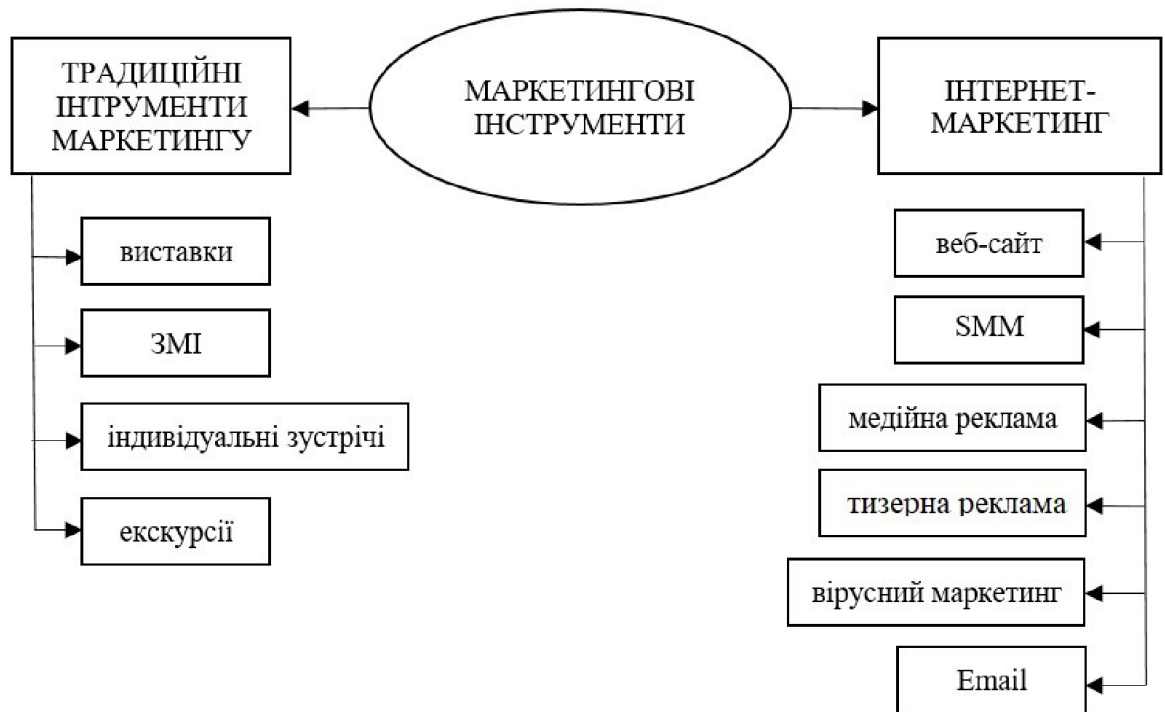 ТРАДИЦІЙНІ
ІНТРУМЕНТИ
МАРКЕТИНГУ
МАРКЕТИНГОВІ
ІНСТРУМЕНТИ
ІНТЕРНЕТ-
МАРКЕТИНГ
виставки
ЗМІ
індивідуальні зустрічі
екскурсії
веб-сайт
SMM
медійна реклама
тизерна реклама
вірусний маркетинг
Email